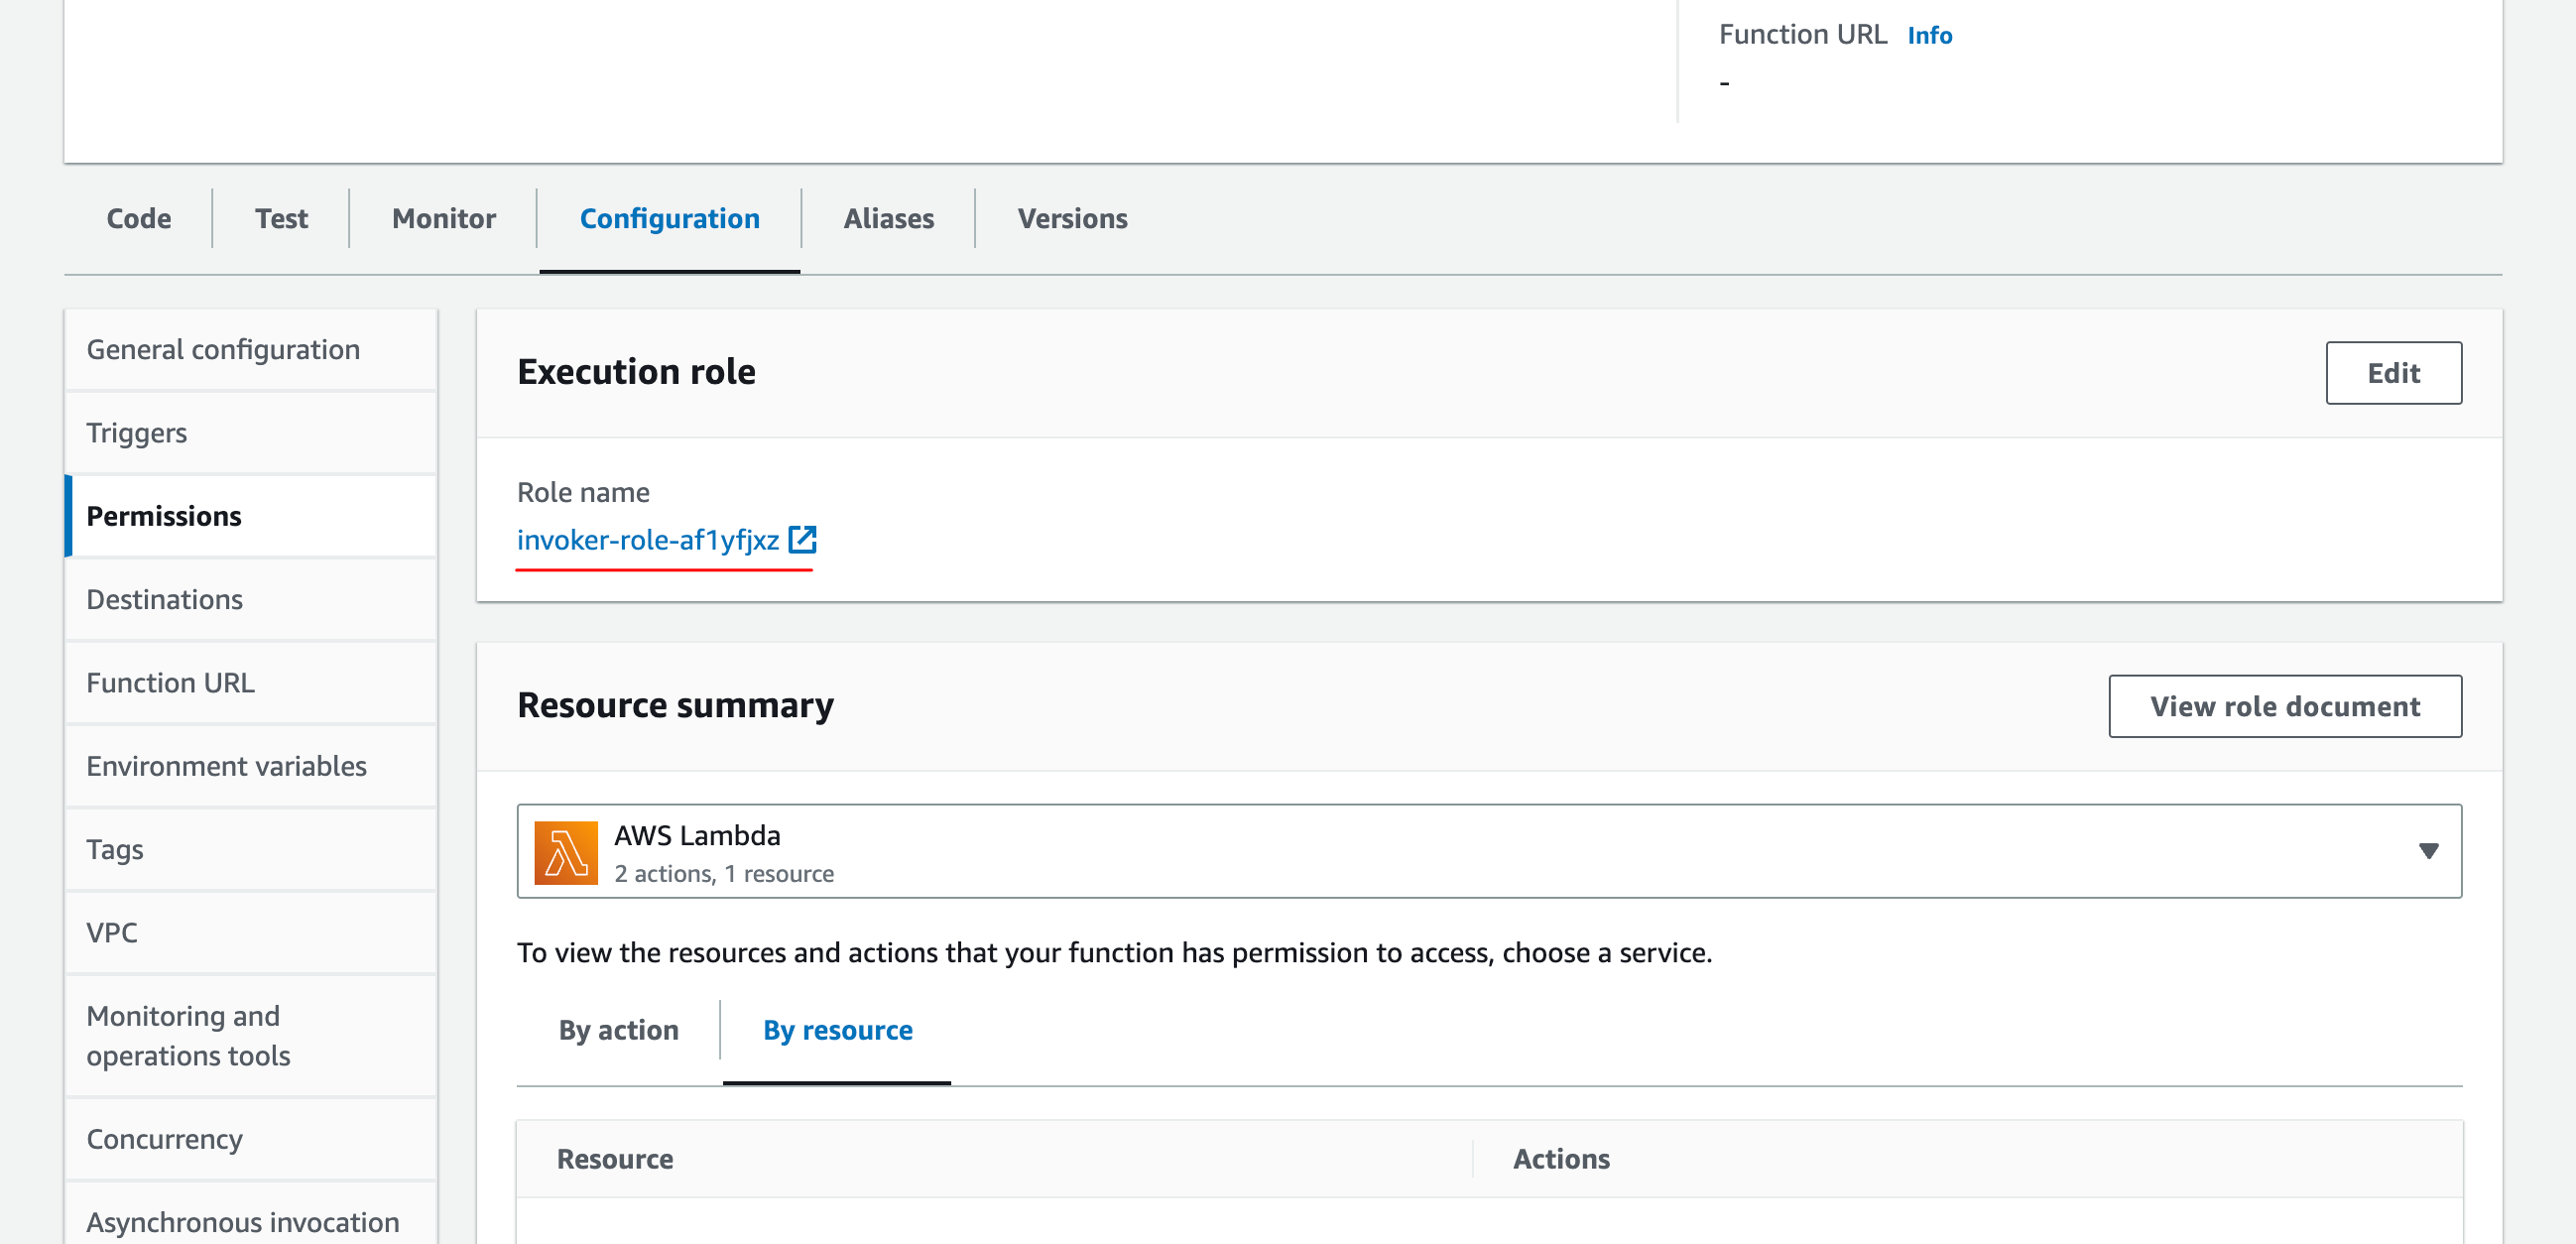 Function URL Info
-
Code Test Monitor Configuration Aliases Versions
General configuration
Triggers
Permissions
Destinations
Function URL
Environment variables
Tags
VPC
Monitoring and
operations tools
Concurrency
Asynchronous invocation
Execution role
Edit
Role name
invoker-role-af1yfjxz
Resource summary
View role document
AWS Lambda
2 actions, 1 resource
To view the resources and actions that your function has permission to access, choose a service.
By action By resource
Resource Actions